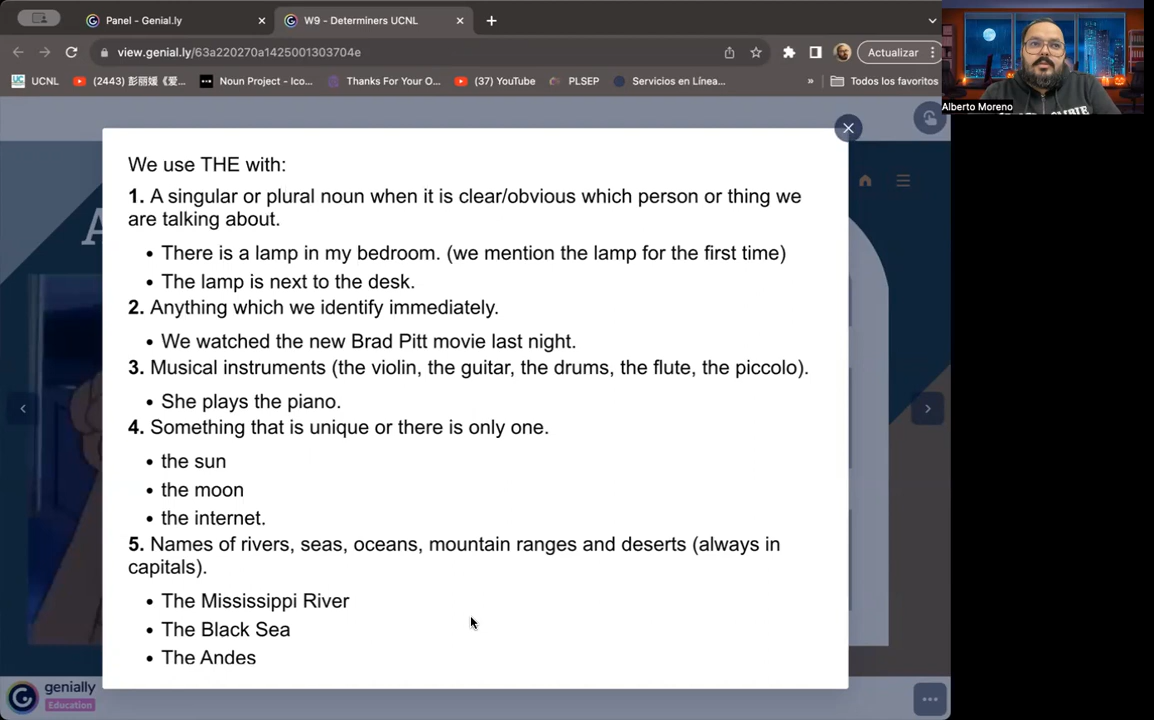 Panel - Genial.ly
W9 - Determiners UCNL
view.genial.ly/63a220270a1425001303704e
Actualizar
UCNL
(2443) 彭丽媛《爱...
Noun Project - Ico...
Thanks For Your O...
(37) YouTube
PLSEP
Servicios en Línea...
»
Todos los favoritos
Alberto Moreno
We use THE with:
1. A singular or plural noun when it is clear/obvious which person or thing we
are talking about.
• There is a lamp in my bedroom. (we mention the lamp for the first time)
• The lamp is next to the desk.
2. Anything which we identify immediately.
• We watched the new Brad Pitt movie last night.
3. Musical instruments (the violin, the guitar, the drums, the flute, the piccolo).
• She plays the piano.
4. Something that is unique or there is only one.
• the sun
• the moon
• the internet.
5. Names of rivers, seas, oceans, mountain ranges and deserts (always in
capitals).
• The Mississippi River
• The Black Sea
• The Andes
genially
Education